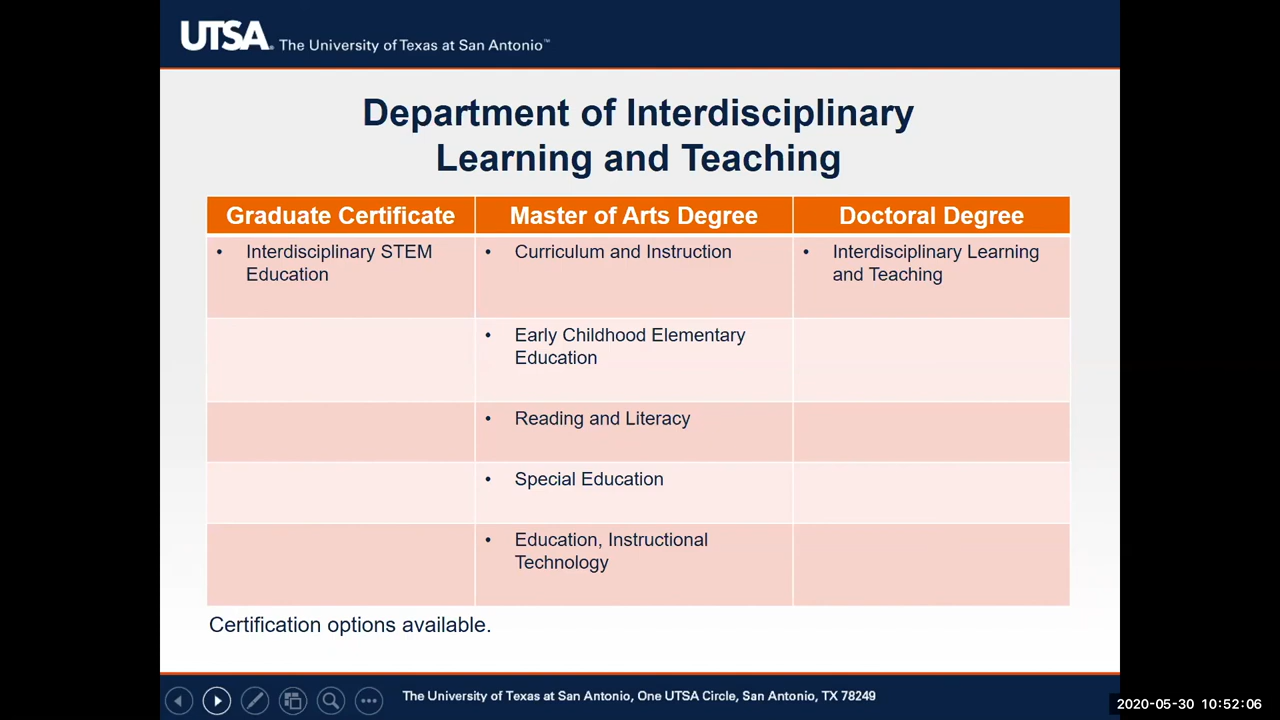 UTSA. The University of Texas at San Antonio™
Department of Interdisciplinary
Learning and Teaching
Graduate Certificate
Master of Arts Degree
Doctoral Degree
• Interdisciplinary STEM
Education
• Curriculum and Instruction
• Interdisciplinary Learning
and Teaching
• Early Childhood Elementary
Education
• Reading and Literacy
• Special Education
• Education, Instructional
Technology
Certification options available.
The University of Texas at San Antonio, One UTSA Circle, San Antonio, TX 78249
2020-05-30 10:52:06